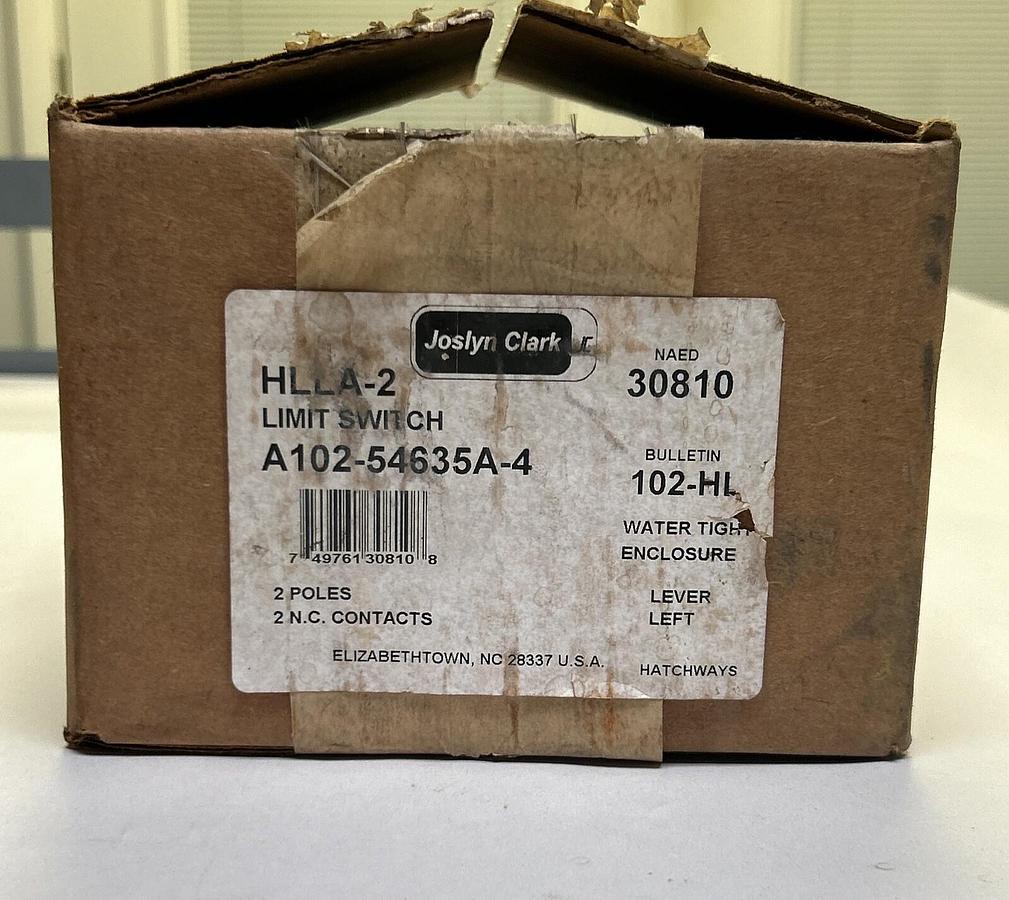 Joslyn Clark JC
HLLA-2
LIMIT SWITCH
A102-54635A-4
7 49761 30810 8
2 POLES
2 N.C. CONTACTS
NAED
30810
BULLETIN
102-HL
WATER TIGHT
ENCLOSURE
LEVER
LEFT
ELIZABETHTOWN, NC 28337 U.S.A.
HATCHWAYS